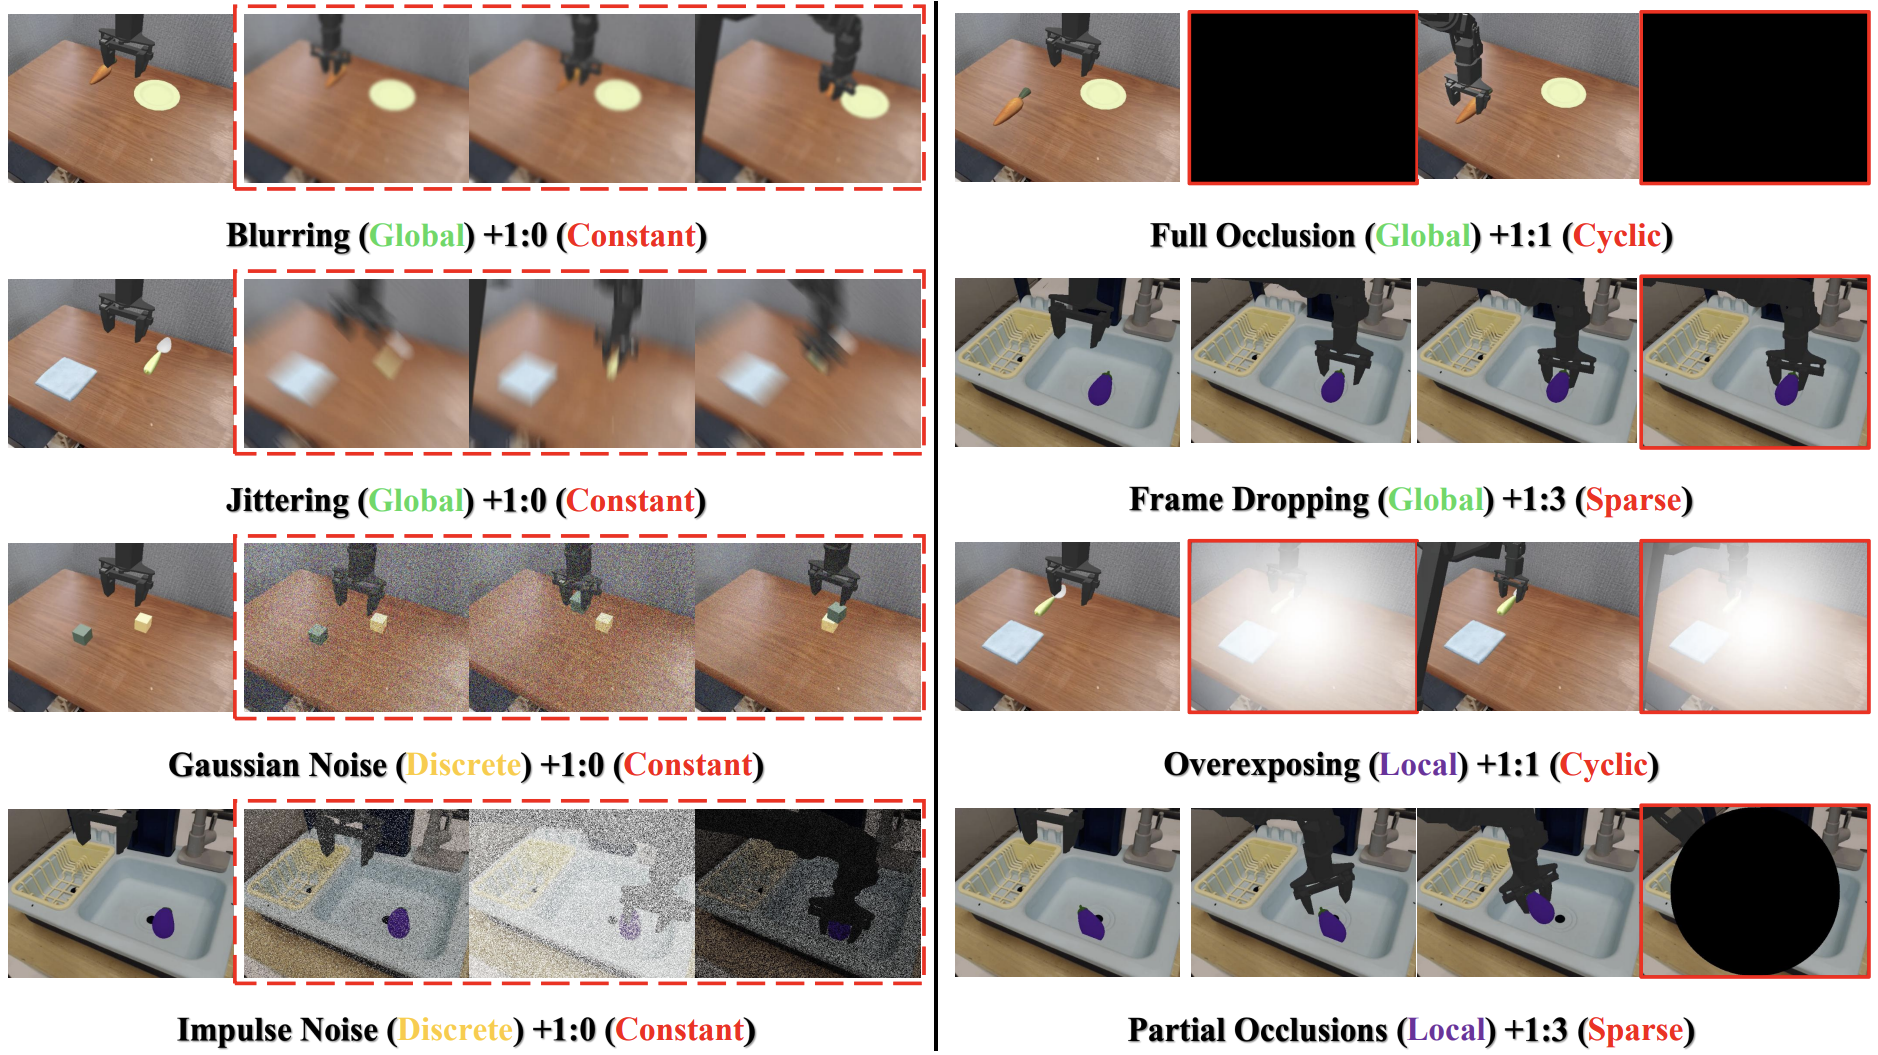 Blurring (Global) +1:0 (Constant)
Jittering (Global) +1:0 (Constant)
Gaussian Noise (Discrete) +1:0 (Constant)
Impulse Noise (Discrete) +1:0 (Constant)
Full Occlusion (Global) +1:1 (Cyclic)
Frame Dropping (Global) +1:3 (Sparse)
Overexposing (Local) +1:1 (Cyclic)
Partial Occlusions (Local) +1:3 (Sparse)